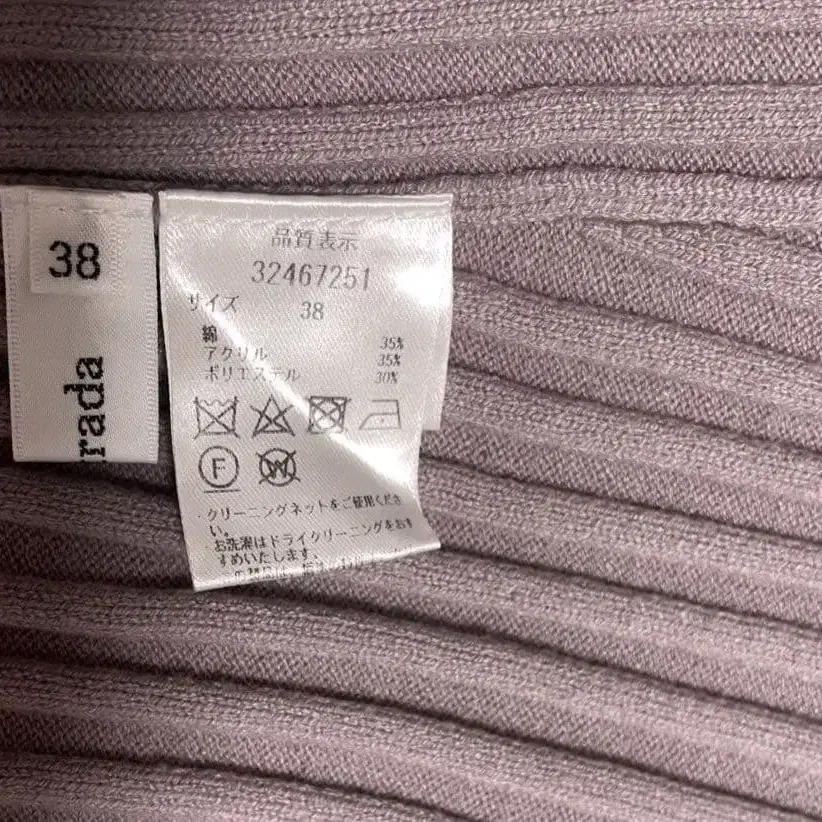 38
rada
品質表示
32467251
サイズ 38
綿 35%
アクリル 35%
ポリエステル 30%
F
W
・クリーニングネットをご使用くださ
い。
・お洗濯はドライクリーニングをおす
すめいたします。